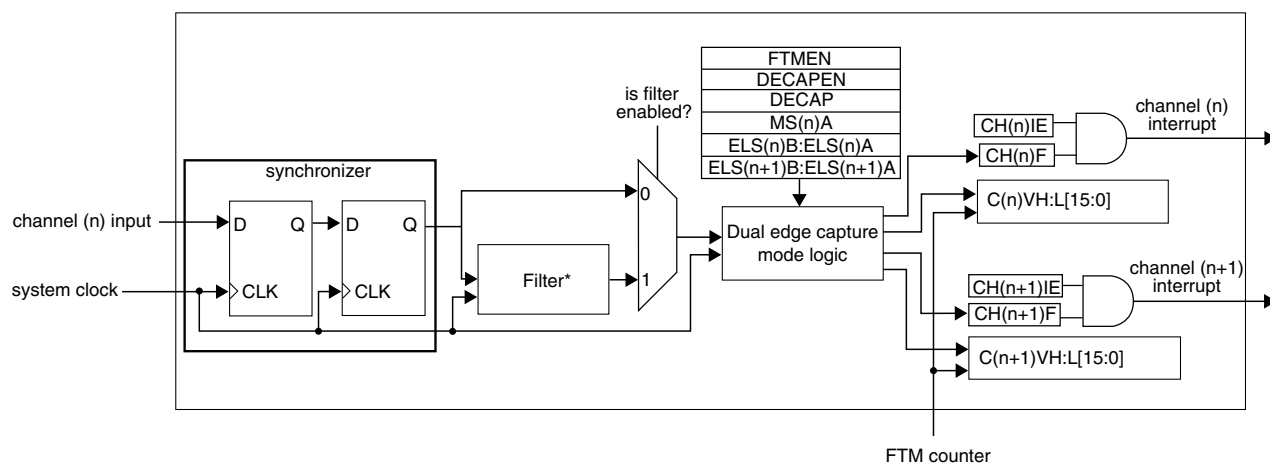 FTMEN
DECAPEN
DECAP
MS(n)A
ELS(n)B:ELS(n)A
ELS(n+1)B:ELS(n+1)A
is filter
enabled?
synchronizer
channel (n) input
D Q
D Q
CLK
CLK
system clock
Filter*
0
1
Dual edge capture
mode logic
CH(n)IE
CH(n)F
channel (n)
interrupt
C(n)VH:L[15:0]
CH(n+1)IE
CH(n+1)F
channel (n+1)
interrupt
C(n+1)VH:L[15:0]
FTM counter